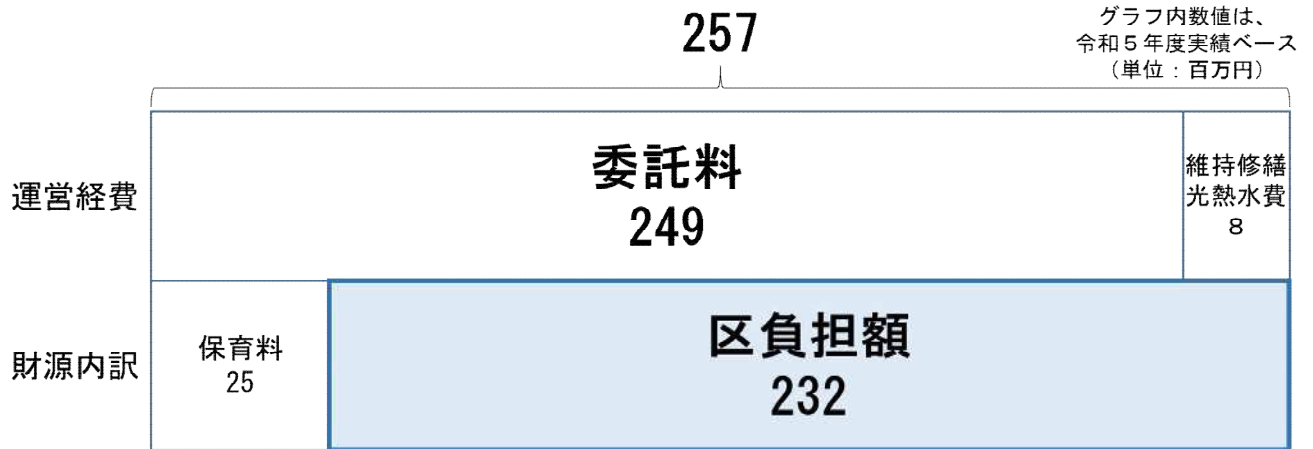 257
グラフ内数値は、
令和５年度実績ベース
（単位：百万円）
運営経費
委託料
249
維持修繕
光熱水費
8
財源内訳
保育料
25
区負担額
232